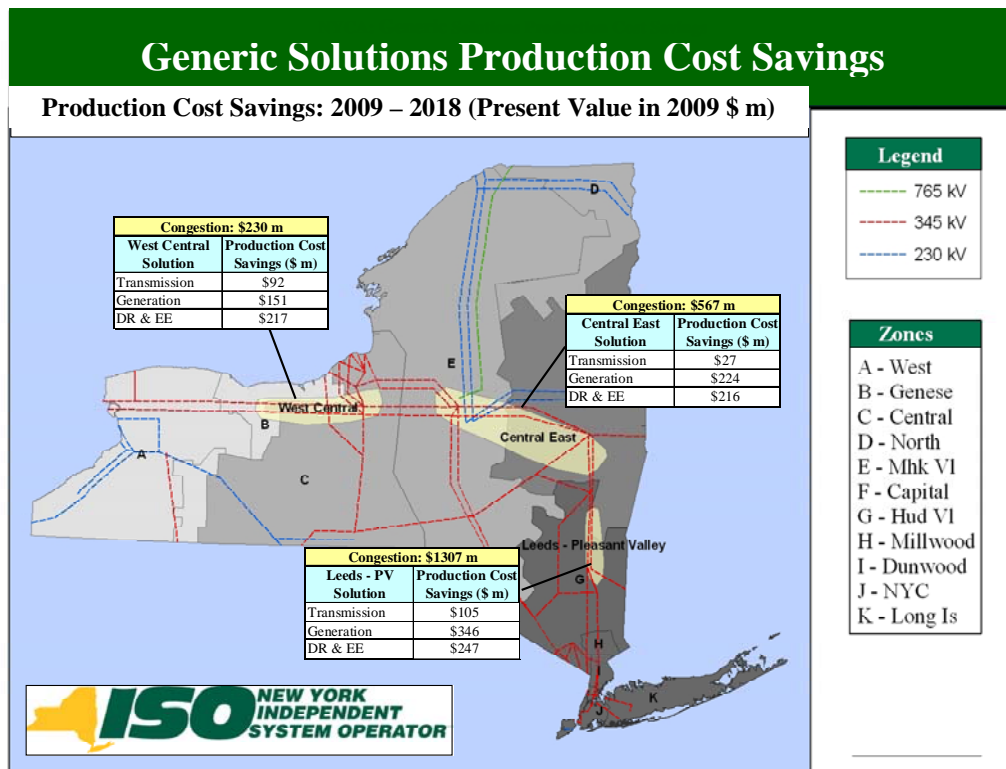 Generic Solutions Production Cost Savings
Production Cost Savings: 2009 – 2018 (Present Value in 2009 $ m)
Legend
765 kV
345 kV
230 kV
Zones
A - West
B - Genese
C - Central
D - North
E - Mhk Vl
F - Capital
G - Hud Vl
H - Millwood
I - Dunwood
J - NYC
K - Long Is
Congestion: $230 m
West Central Solution Production Cost Savings ($ m)
Transmission $92
Generation $151
DR & EE $217
Congestion: $567 m
Central East Solution Production Cost Savings ($ m)
Transmission $27
Generation $224
DR & EE $216
Congestion: $1307 m
Leeds - PV Solution Production Cost Savings ($ m)
Transmission $105
Generation $346
DR & EE $247
D
E
West Central
B
Central East
A
C
Leeds - Pleasant Valley
G
H
I
K
J
ISO NEW YORK
INDEPENDENT
SYSTEM OPERATOR